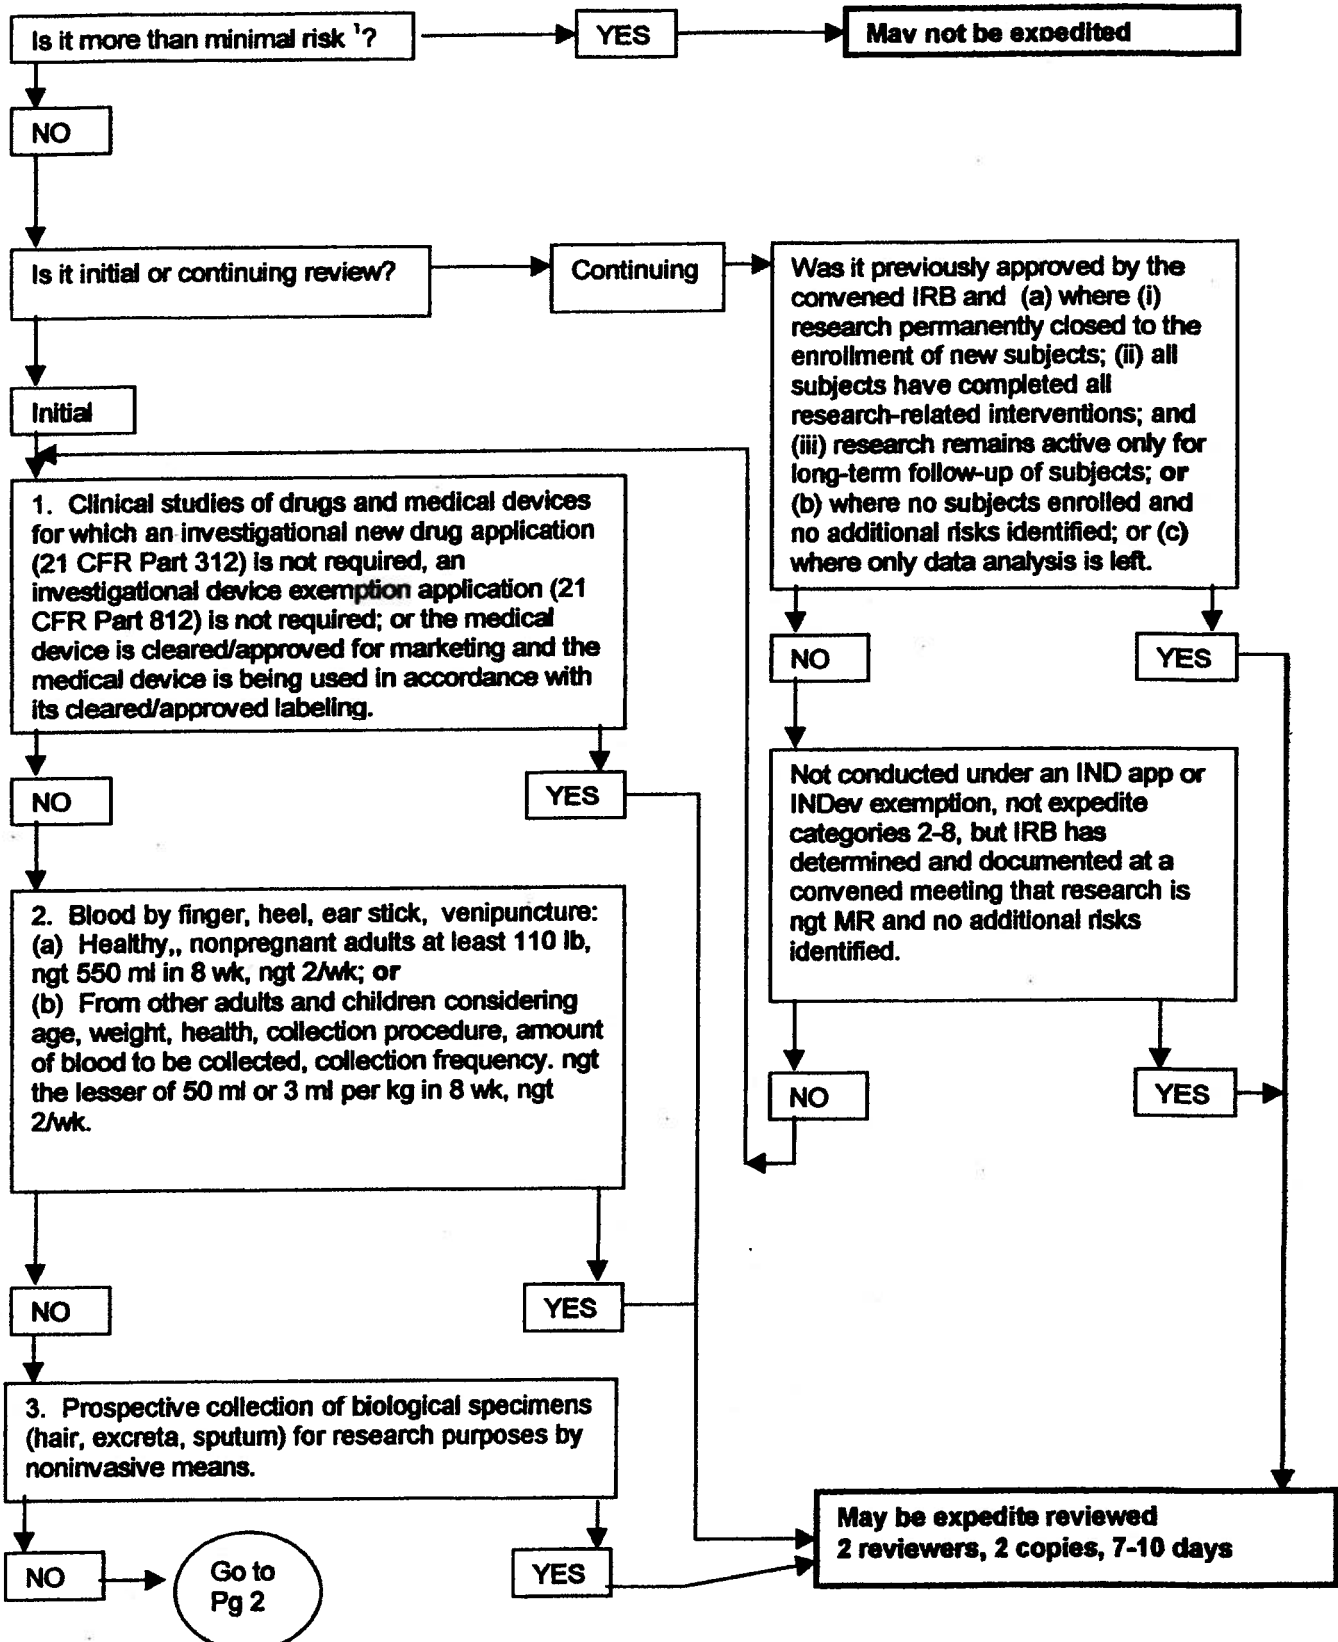 Is it more than minimal risk ¹?
YES
May not be expedited
NO
Is it initial or continuing review?
Continuing
Was it previously approved by the
convened IRB and (a) where (i)
research permanently closed to the
enrollment of new subjects; (ii) all
subjects have completed all
research-related interventions; and
(iii) research remains active only for
long-term follow-up of subjects; or
(b) where no subjects enrolled and
no additional risks identified; or (c)
where only data analysis is left.
Initial
1. Clinical studies of drugs and medical devices
for which an investigational new drug application
(21 CFR Part 312) is not required, an
investigational device exemption application (21
CFR Part 812) is not required; or the medical
device is cleared/approved for marketing and the
medical device is being used in accordance with
its cleared/approved labeling.
NO
YES
NO
YES
Not conducted under an IND app or
INDev exemption, not expedite
categories 2-8, but IRB has
determined and documented at a
convened meeting that research is
ngt MR and no additional risks
identified.
2. Blood by finger, heel, ear stick, venipuncture:
(a) Healthy,, nonpregnant adults at least 110 lb,
ngt 550 ml in 8 wk, ngt 2/wk; or
(b) From other adults and children considering
age, weight, health, collection procedure, amount
of blood to be collected, collection frequency. ngt
the lesser of 50 ml or 3 ml per kg in 8 wk, ngt
2/wk.
NO
YES
NO
YES
3. Prospective collection of biological specimens
(hair, excreta, sputum) for research purposes by
noninvasive means.
NO
Go to
Pg 2
YES
May be expedite reviewed
2 reviewers, 2 copies, 7-10 days